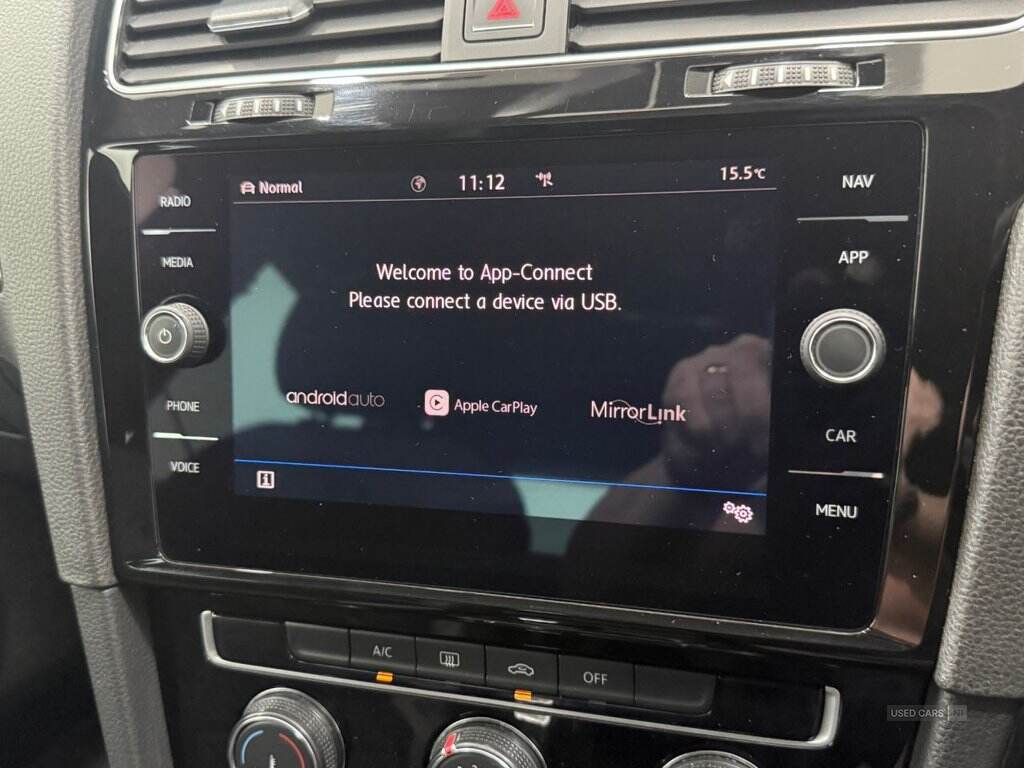 Normal 11:12 15.5℃
RADIO
MEDIA
PHONE
VOICE
Welcome to App-Connect
Please connect a device via USB.
androidauto Apple CarPlay MirrorLink
NAV
APP
CAR
MENU
A/C OFF
USED CARS NI